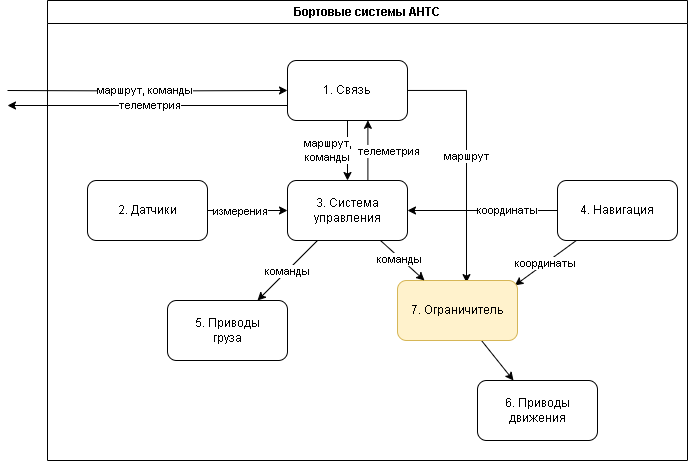 Бортовые системы АНТС
1. Связь
маршрут, команды
телеметрия
маршрут,
команды
телеметрия
маршрут
2. Датчики
измерения
3. Система
управления
координаты
4. Навигация
команды
команды
координаты
5. Приводы
груза
7. Ограничитель
6. Приводы
движения